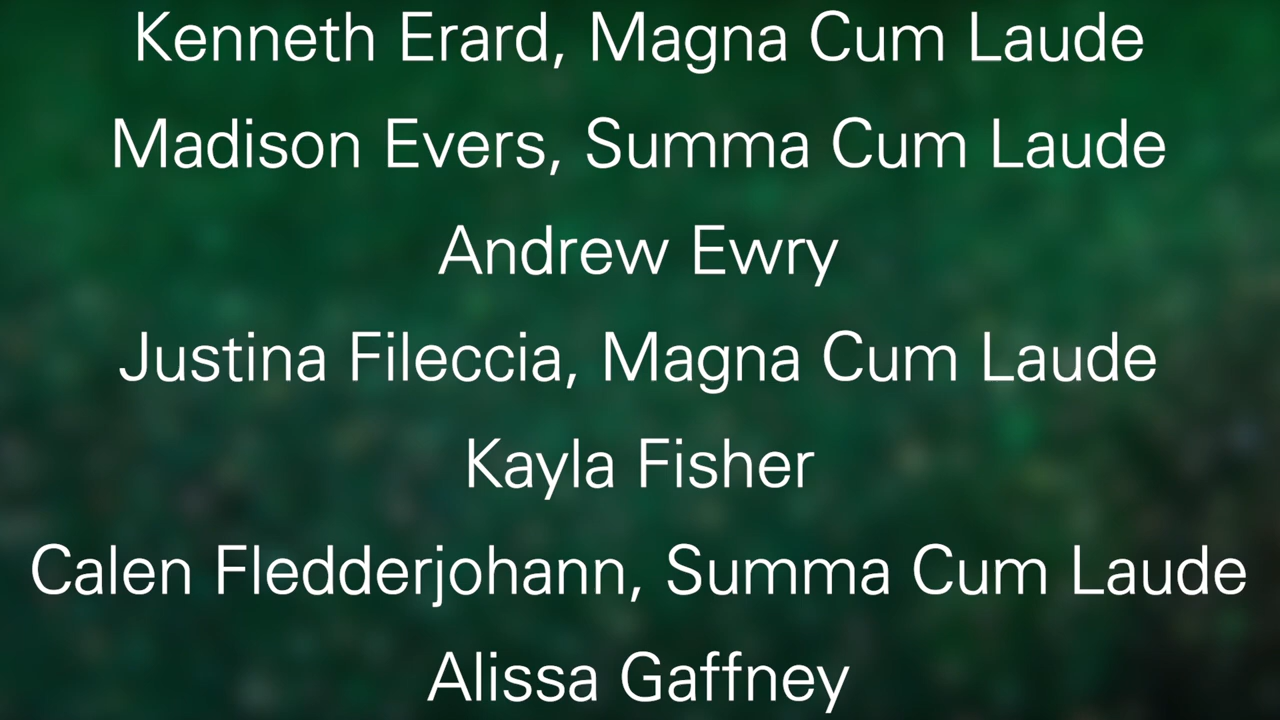 Kenneth Erard, Magna Cum Laude
Madison Evers, Summa Cum Laude
Andrew Ewry
Justina Fileccia, Magna Cum Laude
Kayla Fisher
Calen Fledderjohann, Summa Cum Laude
Alissa Gaffney